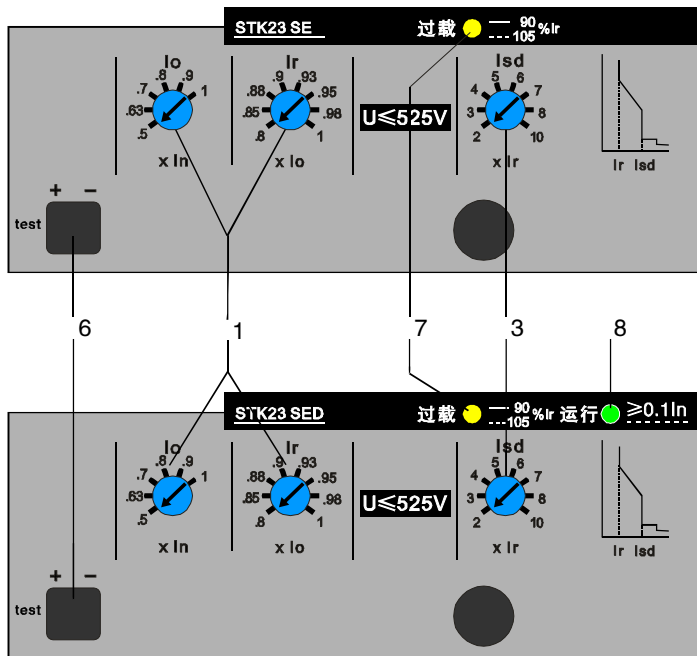 STK23 SE 过载 90 105 %Ir
Io Ir Isd
.5 .63 .7 .8 .9 1
.8 .85 .88 .9 .93 .95 .98 1
2 3 4 5 6 7 8 10
U≤525V
x In x Io x Ir
Ir Isd
+ −
test
6 1 7 3 8
STK23 SED 过载 90 105 %Ir 运行 ≥0.1In
Io Ir Isd
.5 .63 .7 .8 .9 1
.8 .85 .88 .9 .93 .95 .98 1
2 3 4 5 6 7 8 10
U≤525V
x In x Io x Ir
Ir Isd
+ −
test